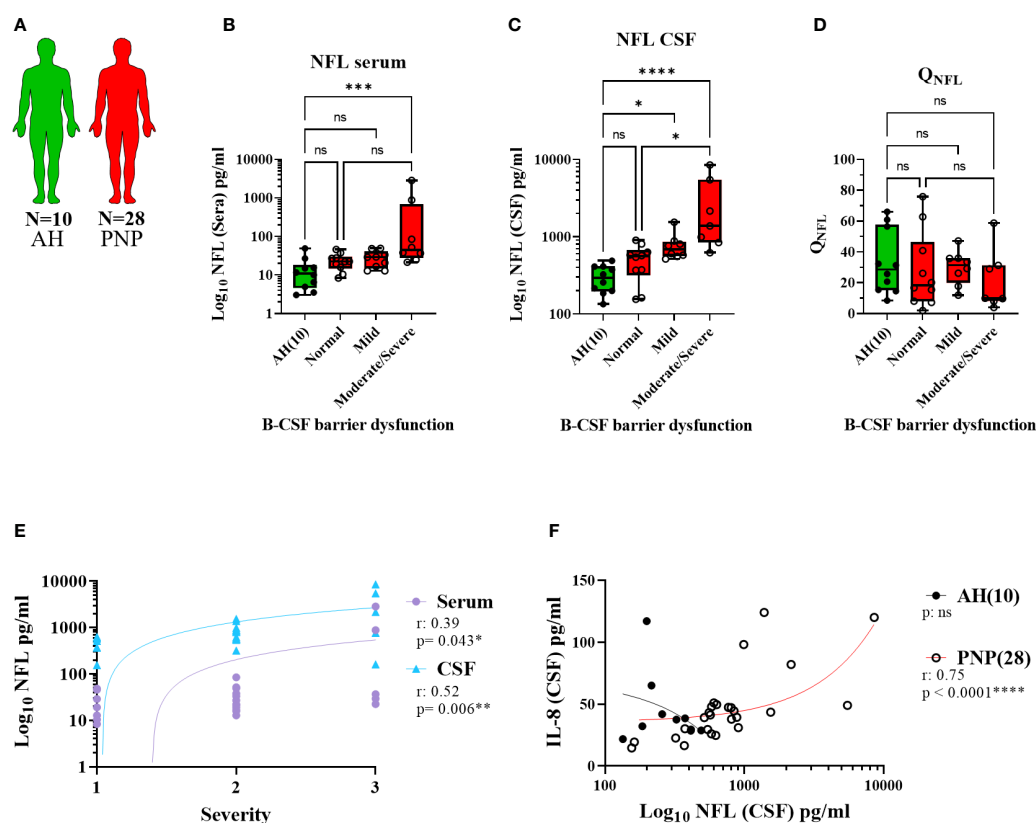 A
N=10
AH
N=28
PNP
B
NFL serum
***
ns
ns
ns
Log10 NFL (Sera) pg/ml
10000
1000
100
10
1
AH(10)
Normal
Mild
Moderate/Severe
B-CSF barrier dysfunction
C
NFL CSF
****
*
ns
*
Log10 NFL (CSF) pg/ml
10000
1000
100
AH(10)
Normal
Mild
Moderate/Severe
B-CSF barrier dysfunction
D
QNFL
ns
ns
ns
ns
QNFL
100
80
60
40
20
0
AH(10)
Normal
Mild
Moderate/Severe
B-CSF barrier dysfunction
E
Log10 NFL pg/ml
10000
1000
100
10
1
1
2
3
Severity
Serum
r: 0.39
p= 0.043*
CSF
r: 0.52
p= 0.006**
F
IL-8 (CSF) pg/ml
150
100
50
0
100
1000
10000
Log10 NFL (CSF) pg/ml
AH(10)
p: ns
PNP(28)
r: 0.75
p < 0.0001****